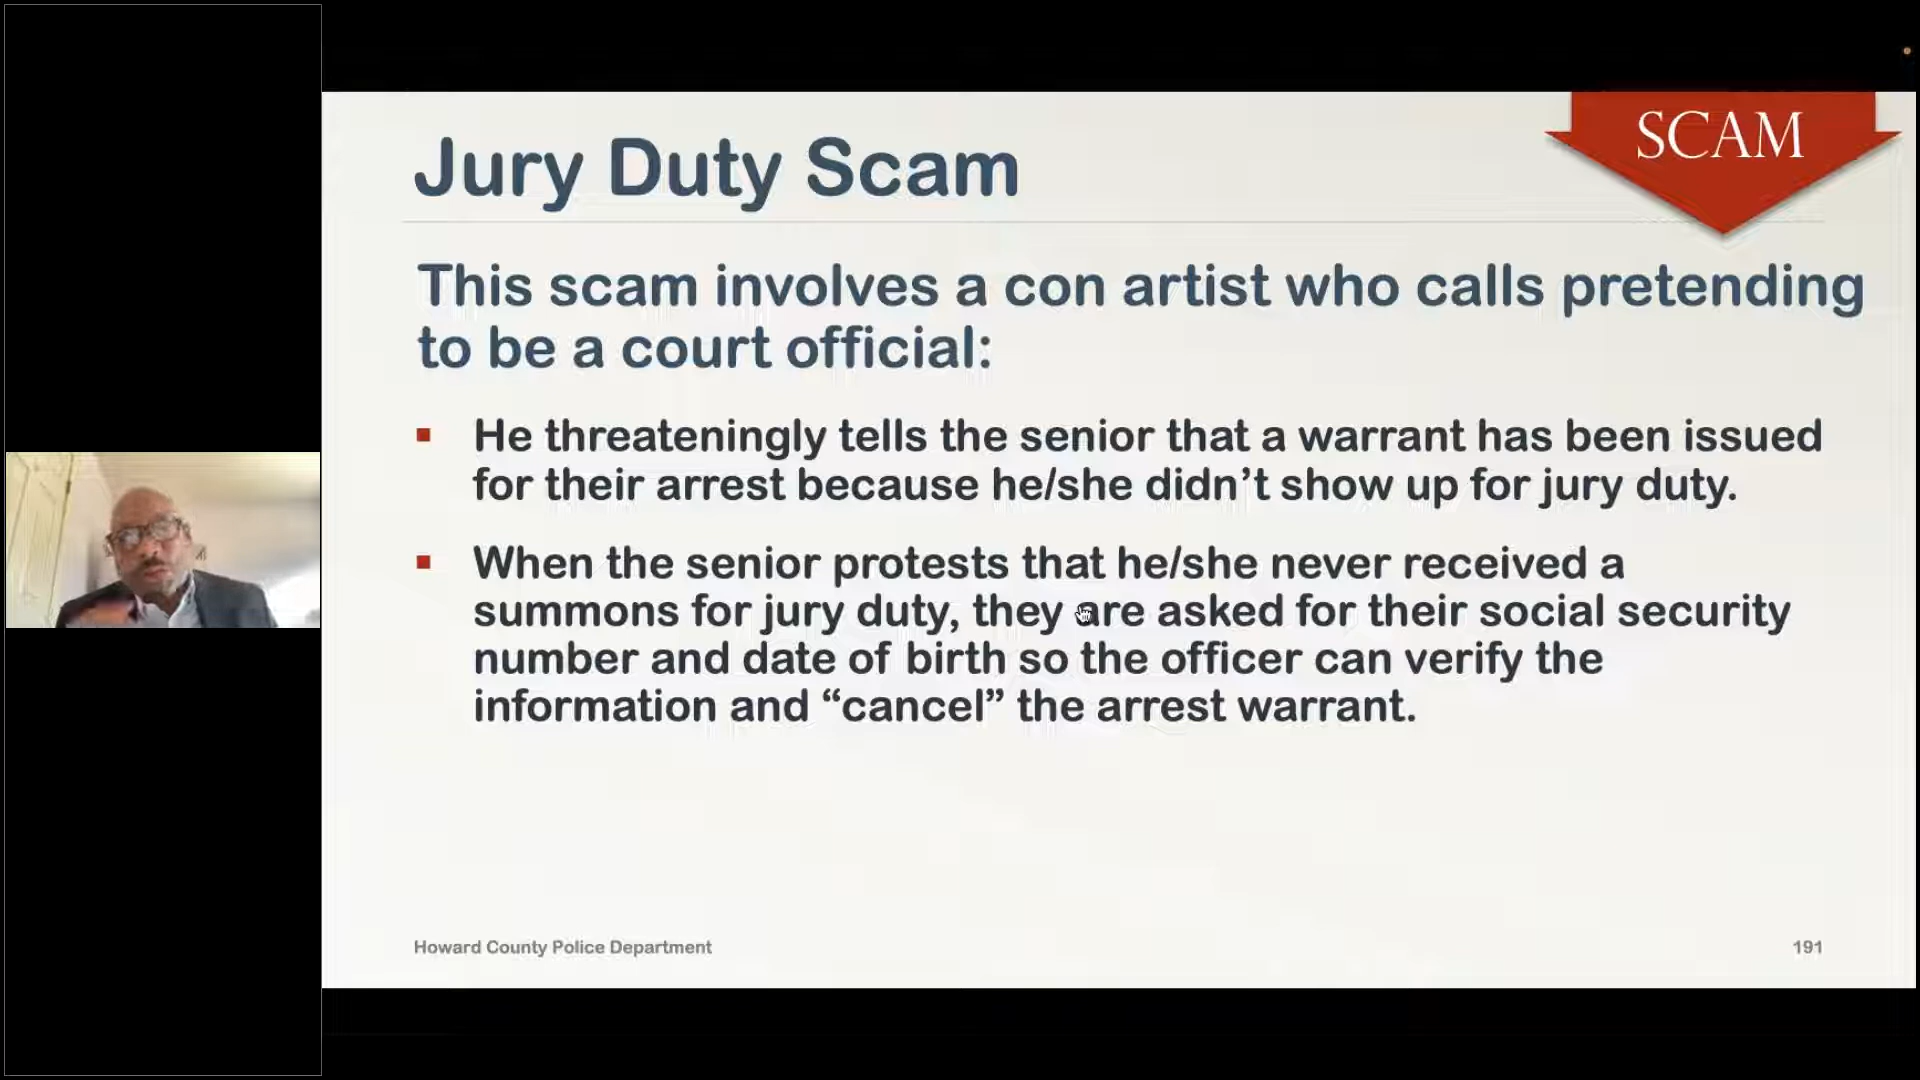 SCAM
Jury Duty Scam
This scam involves a con artist who calls pretending
to be a court official:
▪ He threateningly tells the senior that a warrant has been issued
for their arrest because he/she didn’t show up for jury duty.
▪ When the senior protests that he/she never received a
summons for jury duty, they are asked for their social security
number and date of birth so the officer can verify the
information and “cancel” the arrest warrant.
Howard County Police Department
191